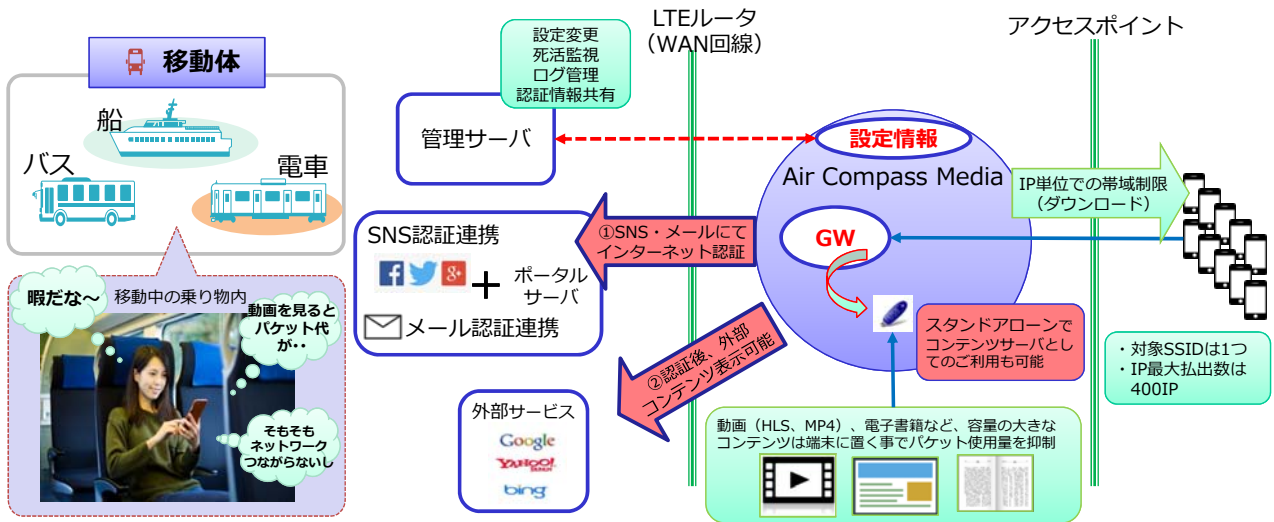 移動体
船
バス
電車
移動中の乗り物内
暇だな～
動画を見ると
パケット代
が・・
そもそも
ネットワーク
つながらないし
LTEルータ
（WAN回線）
アクセスポイント
設定変更
死活監視
ログ管理
認証情報共有
管理サーバ
設定情報
Air Compass Media
GW
IP単位での帯域制限
（ダウンロード）
①SNS・メールにて
インターネット認証
SNS認証連携
f
8+
＋
ポータル
サーバ
メール認証連携
②認証後、外部
コンテンツ表示可能
スタンドアローンで
コンテンツサーバとし
てのご利用も可能
・対象SSIDは1つ
・IP最大払出数は
400IP
外部サービス
Google
YAHOO!
JAPAN
bing
動画（HLS、MP4）、電子書籍など、容量の大きな
コンテンツは端末に置く事でパケット使用量を抑制